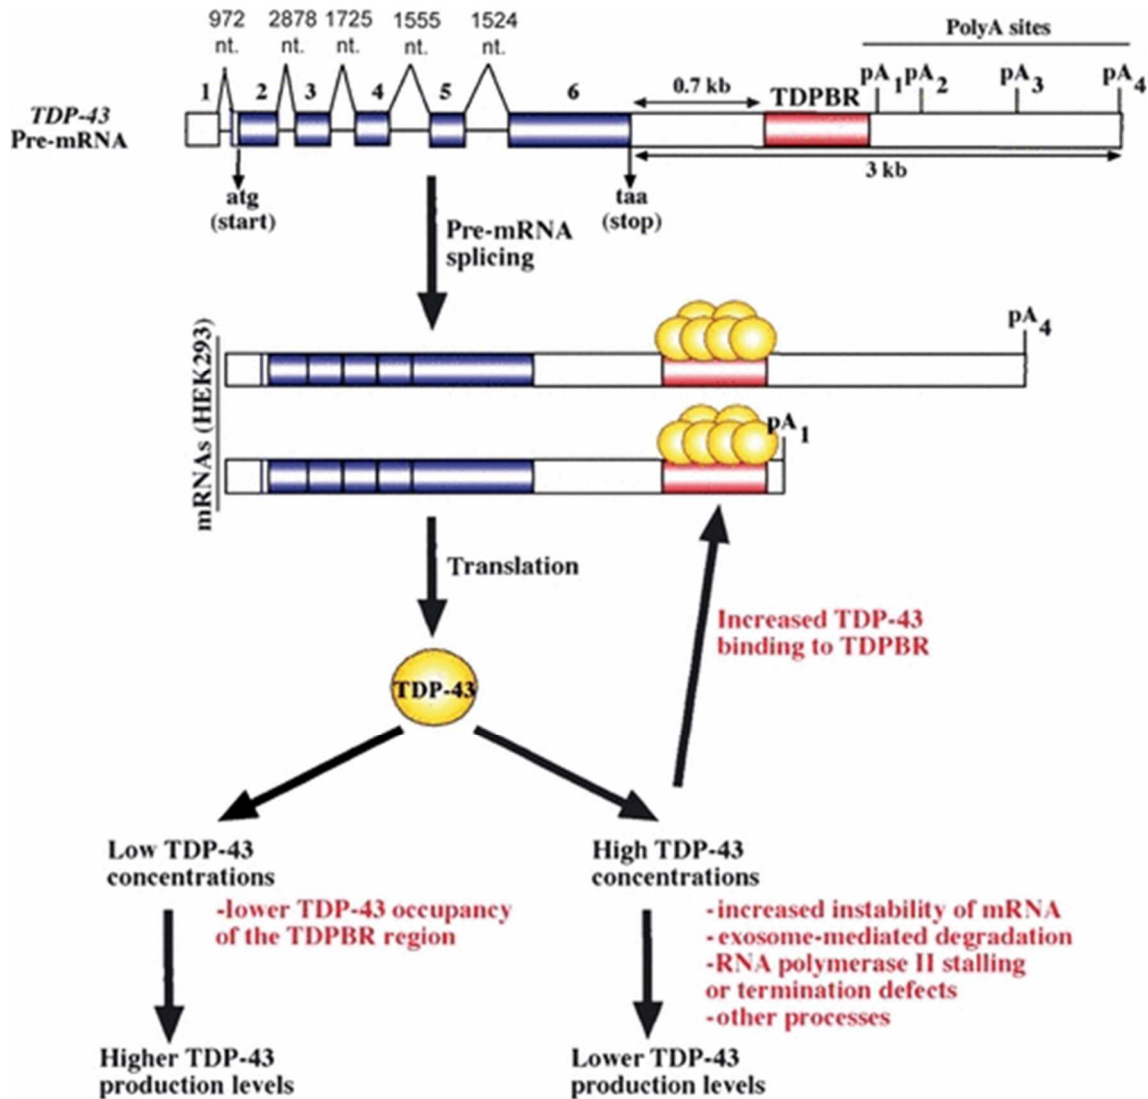 972 2878 1725 1555 1524
nt. nt. nt. nt. nt.
PolyA sites
1 2 3 4 5 6
0.7 kb
TDPBR
pA1 pA2 pA3 pA4
TDP-43
Pre-mRNA
3 kb
atg
(start)
taa
(stop)
Pre-mRNA
splicing
mRNAs (HEK293)
pA4
pA1
Translation
Increased TDP-43
binding to TDPBR
TDP-43
Low TDP-43
concentrations
-lower TDP-43 occupancy
of the TDPBR region
Higher TDP-43
production levels
High TDP-43
concentrations
-increased instability of mRNA
-exosome-mediated degradation
-RNA polymerase II stalling
or termination defects
-other processes
Lower TDP-43
production levels